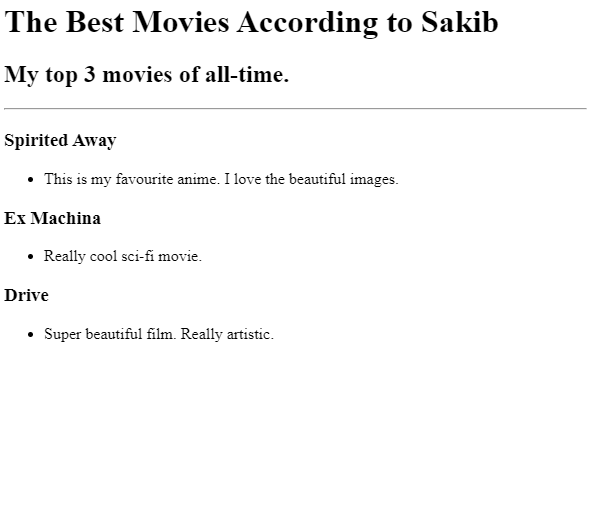 The Best Movies According to Sakib
My top 3 movies of all-time.
Spirited Away
This is my favourite anime. I love the beautiful images.
Ex Machina
Really cool sci-fi movie.
Drive
Super beautiful film. Really artistic.